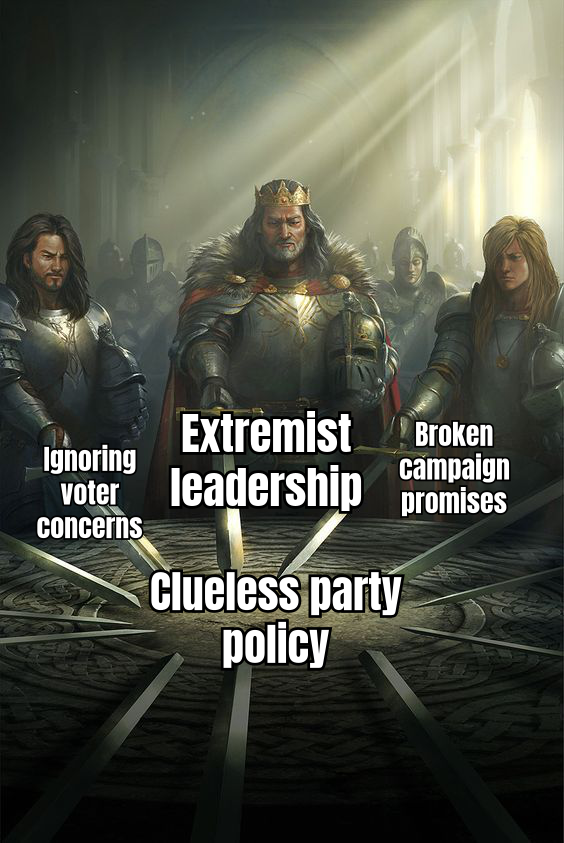 Extremist
leadership
Ignoring
voter
concerns
Broken
campaign
promises
Clueless party
policy